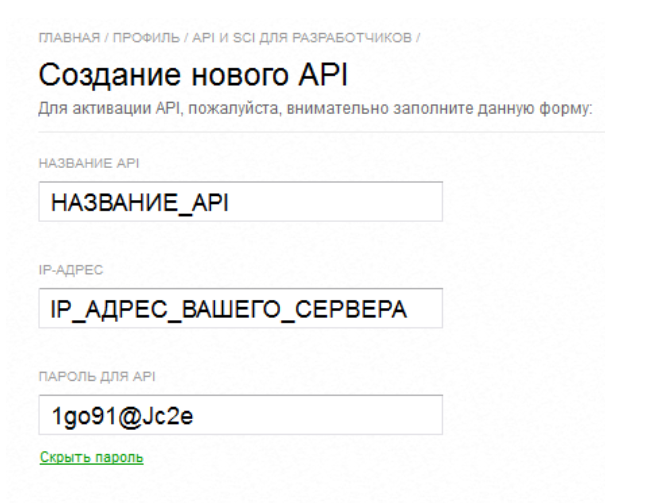 ГЛАВНАЯ / ПРОФИЛЬ / API И SCI ДЛЯ РАЗРАБОТЧИКОВ /
Создание нового API
Для активации API, пожалуйста, внимательно заполните данную форму:
НАЗВАНИЕ API
НАЗВАНИЕ_API
IP-АДРЕС
IP_АДРЕС_ВАШЕГО_СЕРВЕРА
ПАРОЛЬ ДЛЯ API
1go91@Jc2e
Скрыть пароль